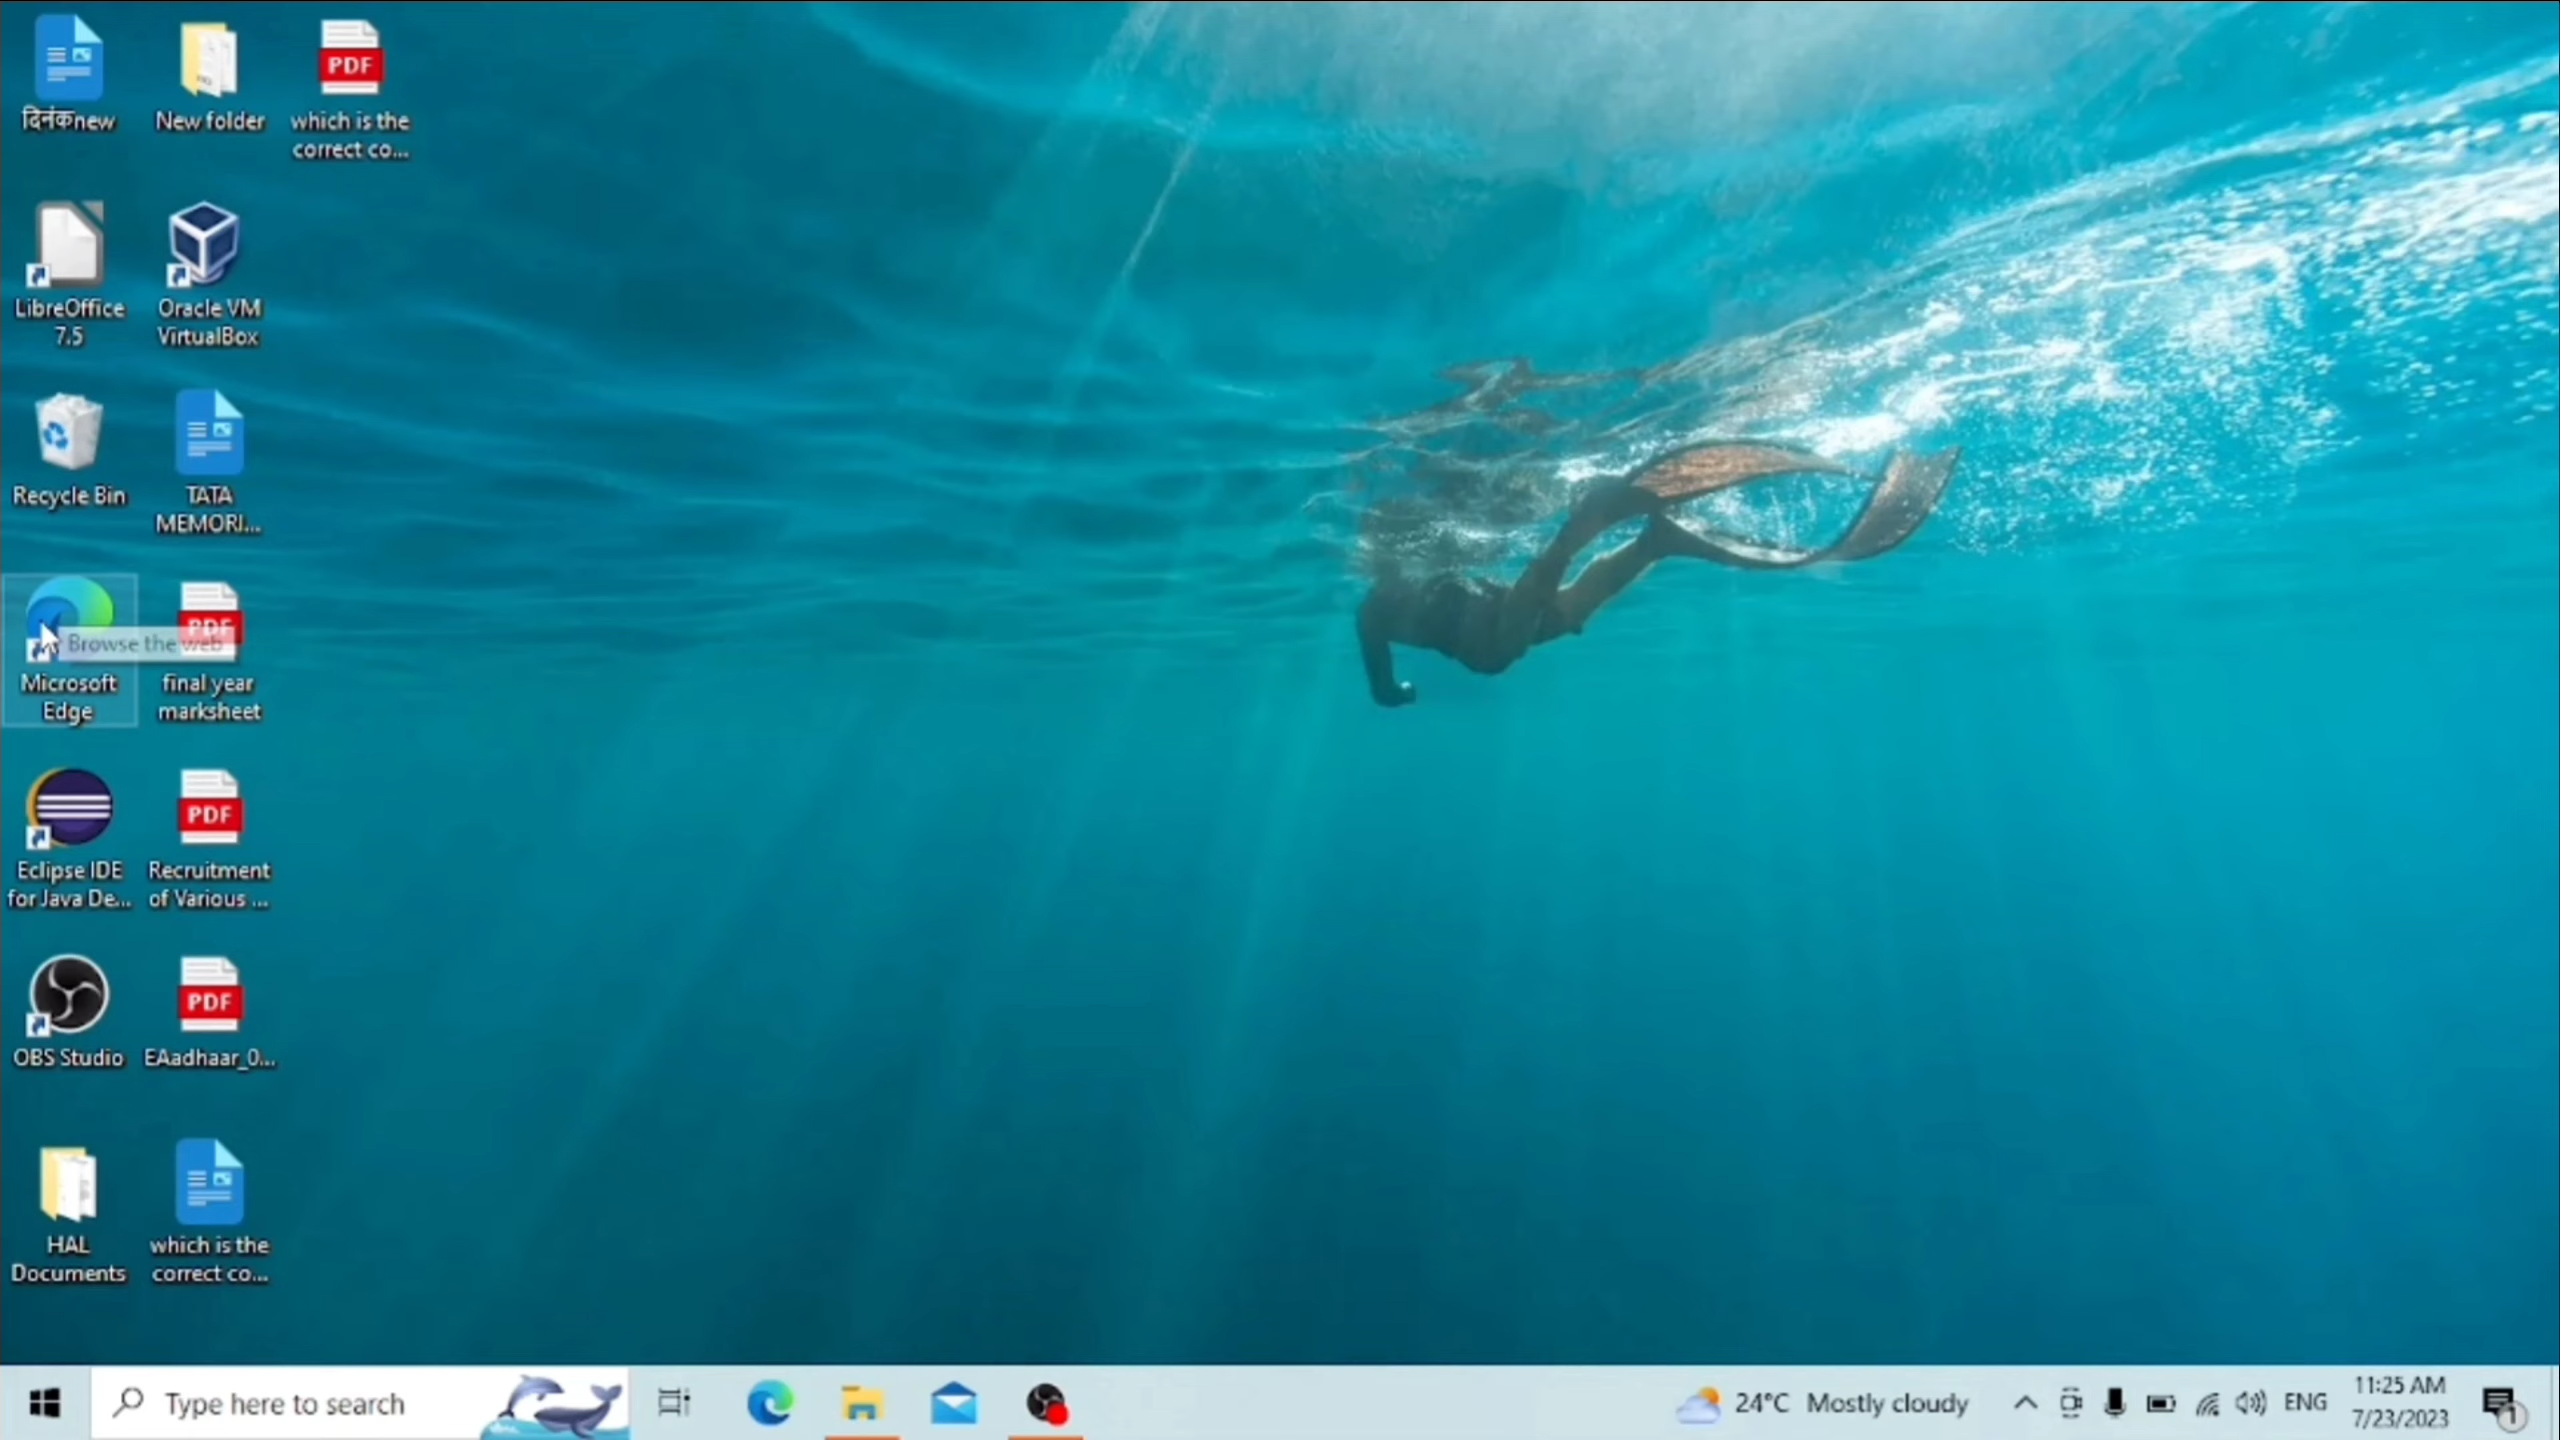 दिनंकnew
New folder
which is the
correct co...
LibreOffice
7.5
Oracle VM
VirtualBox
Recycle Bin
TATA
MEMORI...
Browse the web
PDF
Microsoft
Edge
final year
marksheet
PDF
Eclipse IDE
for Java De...
Recruitment
of Various ...
PDF
OBS Studio
EAadhaar_0...
PDF
HAL
Documents
which is the
correct co...
Type here to search
24°C Mostly cloudy
ENG
11:25 AM
7/23/2023
1